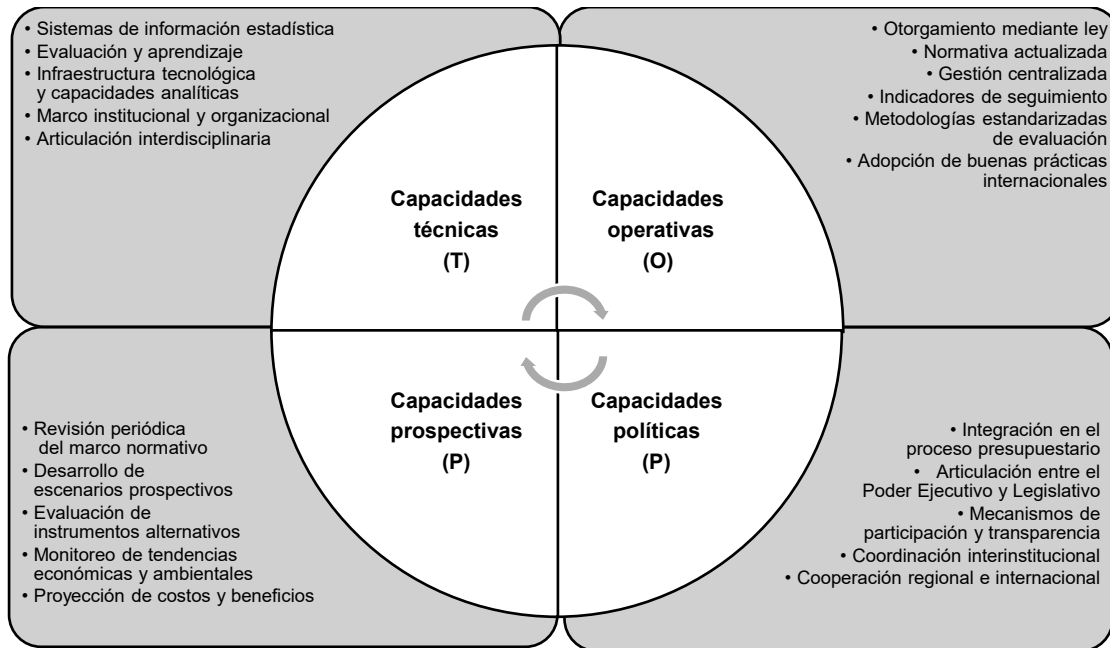 • Sistemas de información estadística
• Evaluación y aprendizaje
• Infraestructura tecnológica
y capacidades analíticas
• Marco institucional y organizacional
• Articulación interdisciplinaria
• Otorgamiento mediante ley
• Normativa actualizada
• Gestión centralizada
• Indicadores de seguimiento
• Metodologías estandarizadas
de evaluación
• Adopción de buenas prácticas
internacionales
Capacidades
técnicas
(T)
Capacidades
operativas
(O)
Capacidades
prospectivas
(P)
Capacidades
políticas
(P)
• Revisión periódica
del marco normativo
• Desarrollo de
escenarios prospectivos
• Evaluación de
instrumentos alternativos
• Monitoreo de tendencias
económicas y ambientales
• Proyección de costos y beneficios
• Integración en el
proceso presupuestario
• Articulación entre el
Poder Ejecutivo y Legislativo
• Mecanismos de
participación y transparencia
• Coordinación interinstitucional
• Cooperación regional e internacional